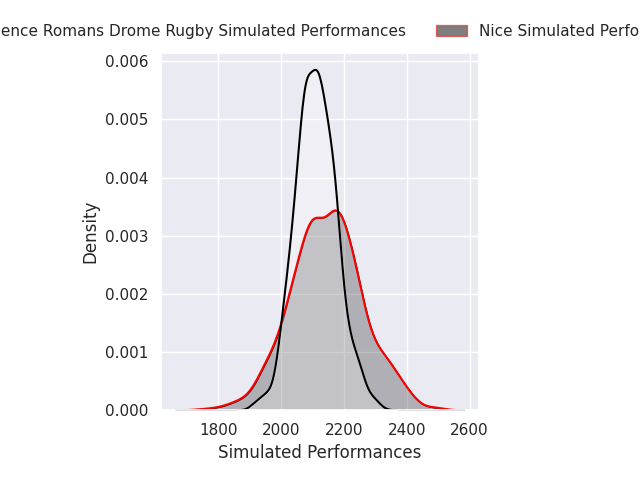 ence Romans Drome Rugby Simulated Performances
Nice Simulated Perfo
0.006
0.005
0.004
0.003
0.002
0.001
0.000
Density
1800 2000 2200 2400 2600
Simulated Performances